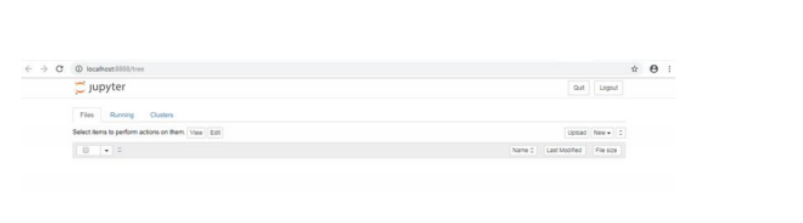 localhost:8888/tree
jupyter Quit Logout
Files Running Clusters
Select items to perform actions on them. View Edit Upload New
Name Last Modified File size